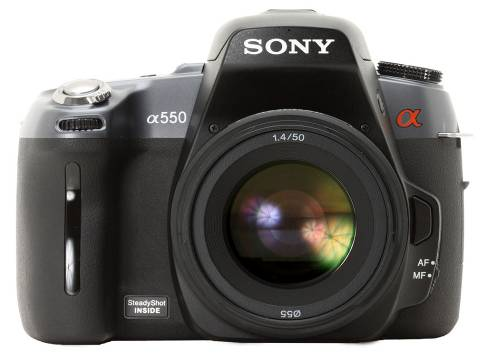 SONY
α550
α
1.4/50
AF
MF
SteadyShot
INSIDE
Ø55